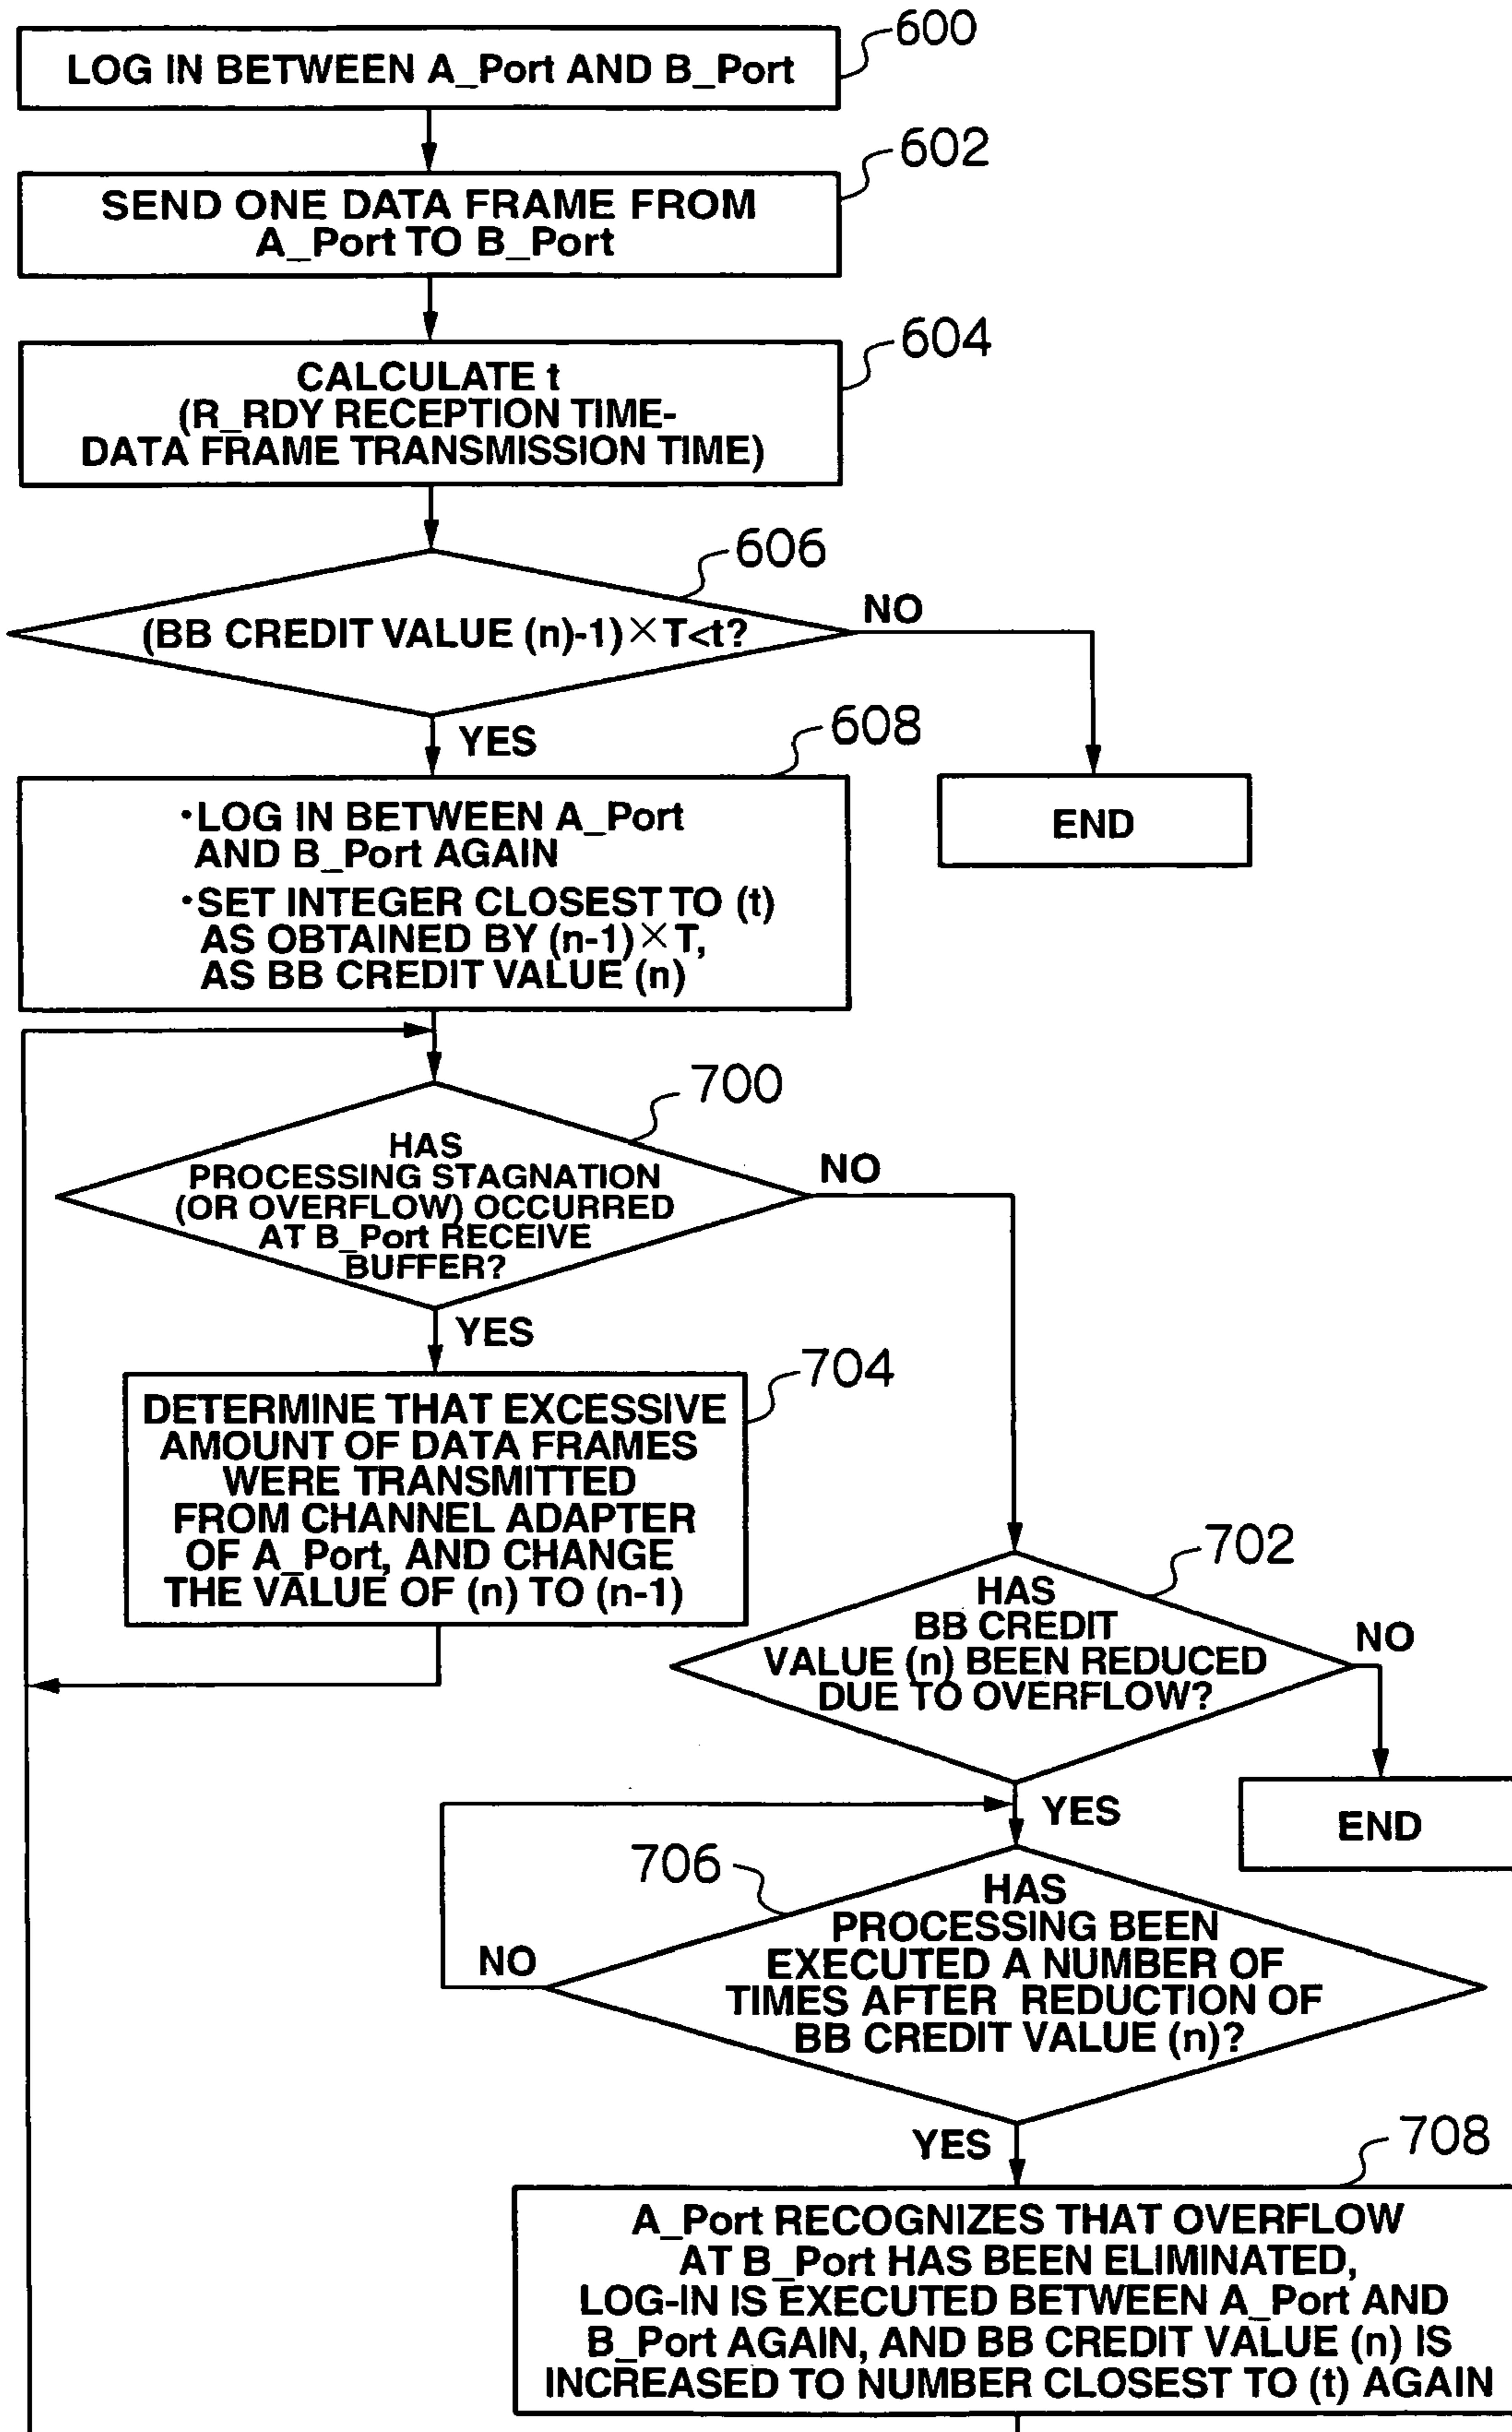 600
LOG IN BETWEEN A_Port AND B_Port
602
SEND ONE DATA FRAME FROM
A_Port TO B_Port
604
CALCULATE t
(R_RDY RECEPTION TIME-
DATA FRAME TRANSMISSION TIME)
606
(BB CREDIT VALUE (n)-1)×T<t?
NO
YES
608
·LOG IN BETWEEN A_Port
AND B_Port AGAIN
·SET INTEGER CLOSEST TO (t)
AS OBTAINED BY (n-1)×T,
AS BB CREDIT VALUE (n)
END
700
HAS
PROCESSING STAGNATION
(OR OVERFLOW) OCCURRED
AT B_Port RECEIVE
BUFFER?
NO
YES
704
DETERMINE THAT EXCESSIVE
AMOUNT OF DATA FRAMES
WERE TRANSMITTED
FROM CHANNEL ADAPTER
OF A_Port, AND CHANGE
THE VALUE OF (n) TO (n-1)
702
HAS
BB CREDIT
VALUE (n) BEEN REDUCED
DUE TO OVERFLOW?
NO
YES
END
706
HAS
PROCESSING BEEN
EXECUTED A NUMBER OF
TIMES AFTER REDUCTION OF
BB CREDIT VALUE (n)?
NO
YES
708
A_Port RECOGNIZES THAT OVERFLOW
AT B_Port HAS BEEN ELIMINATED,
LOG-IN IS EXECUTED BETWEEN A_Port AND
B_Port AGAIN, AND BB CREDIT VALUE (n) IS
INCREASED TO NUMBER CLOSEST TO (t) AGAIN